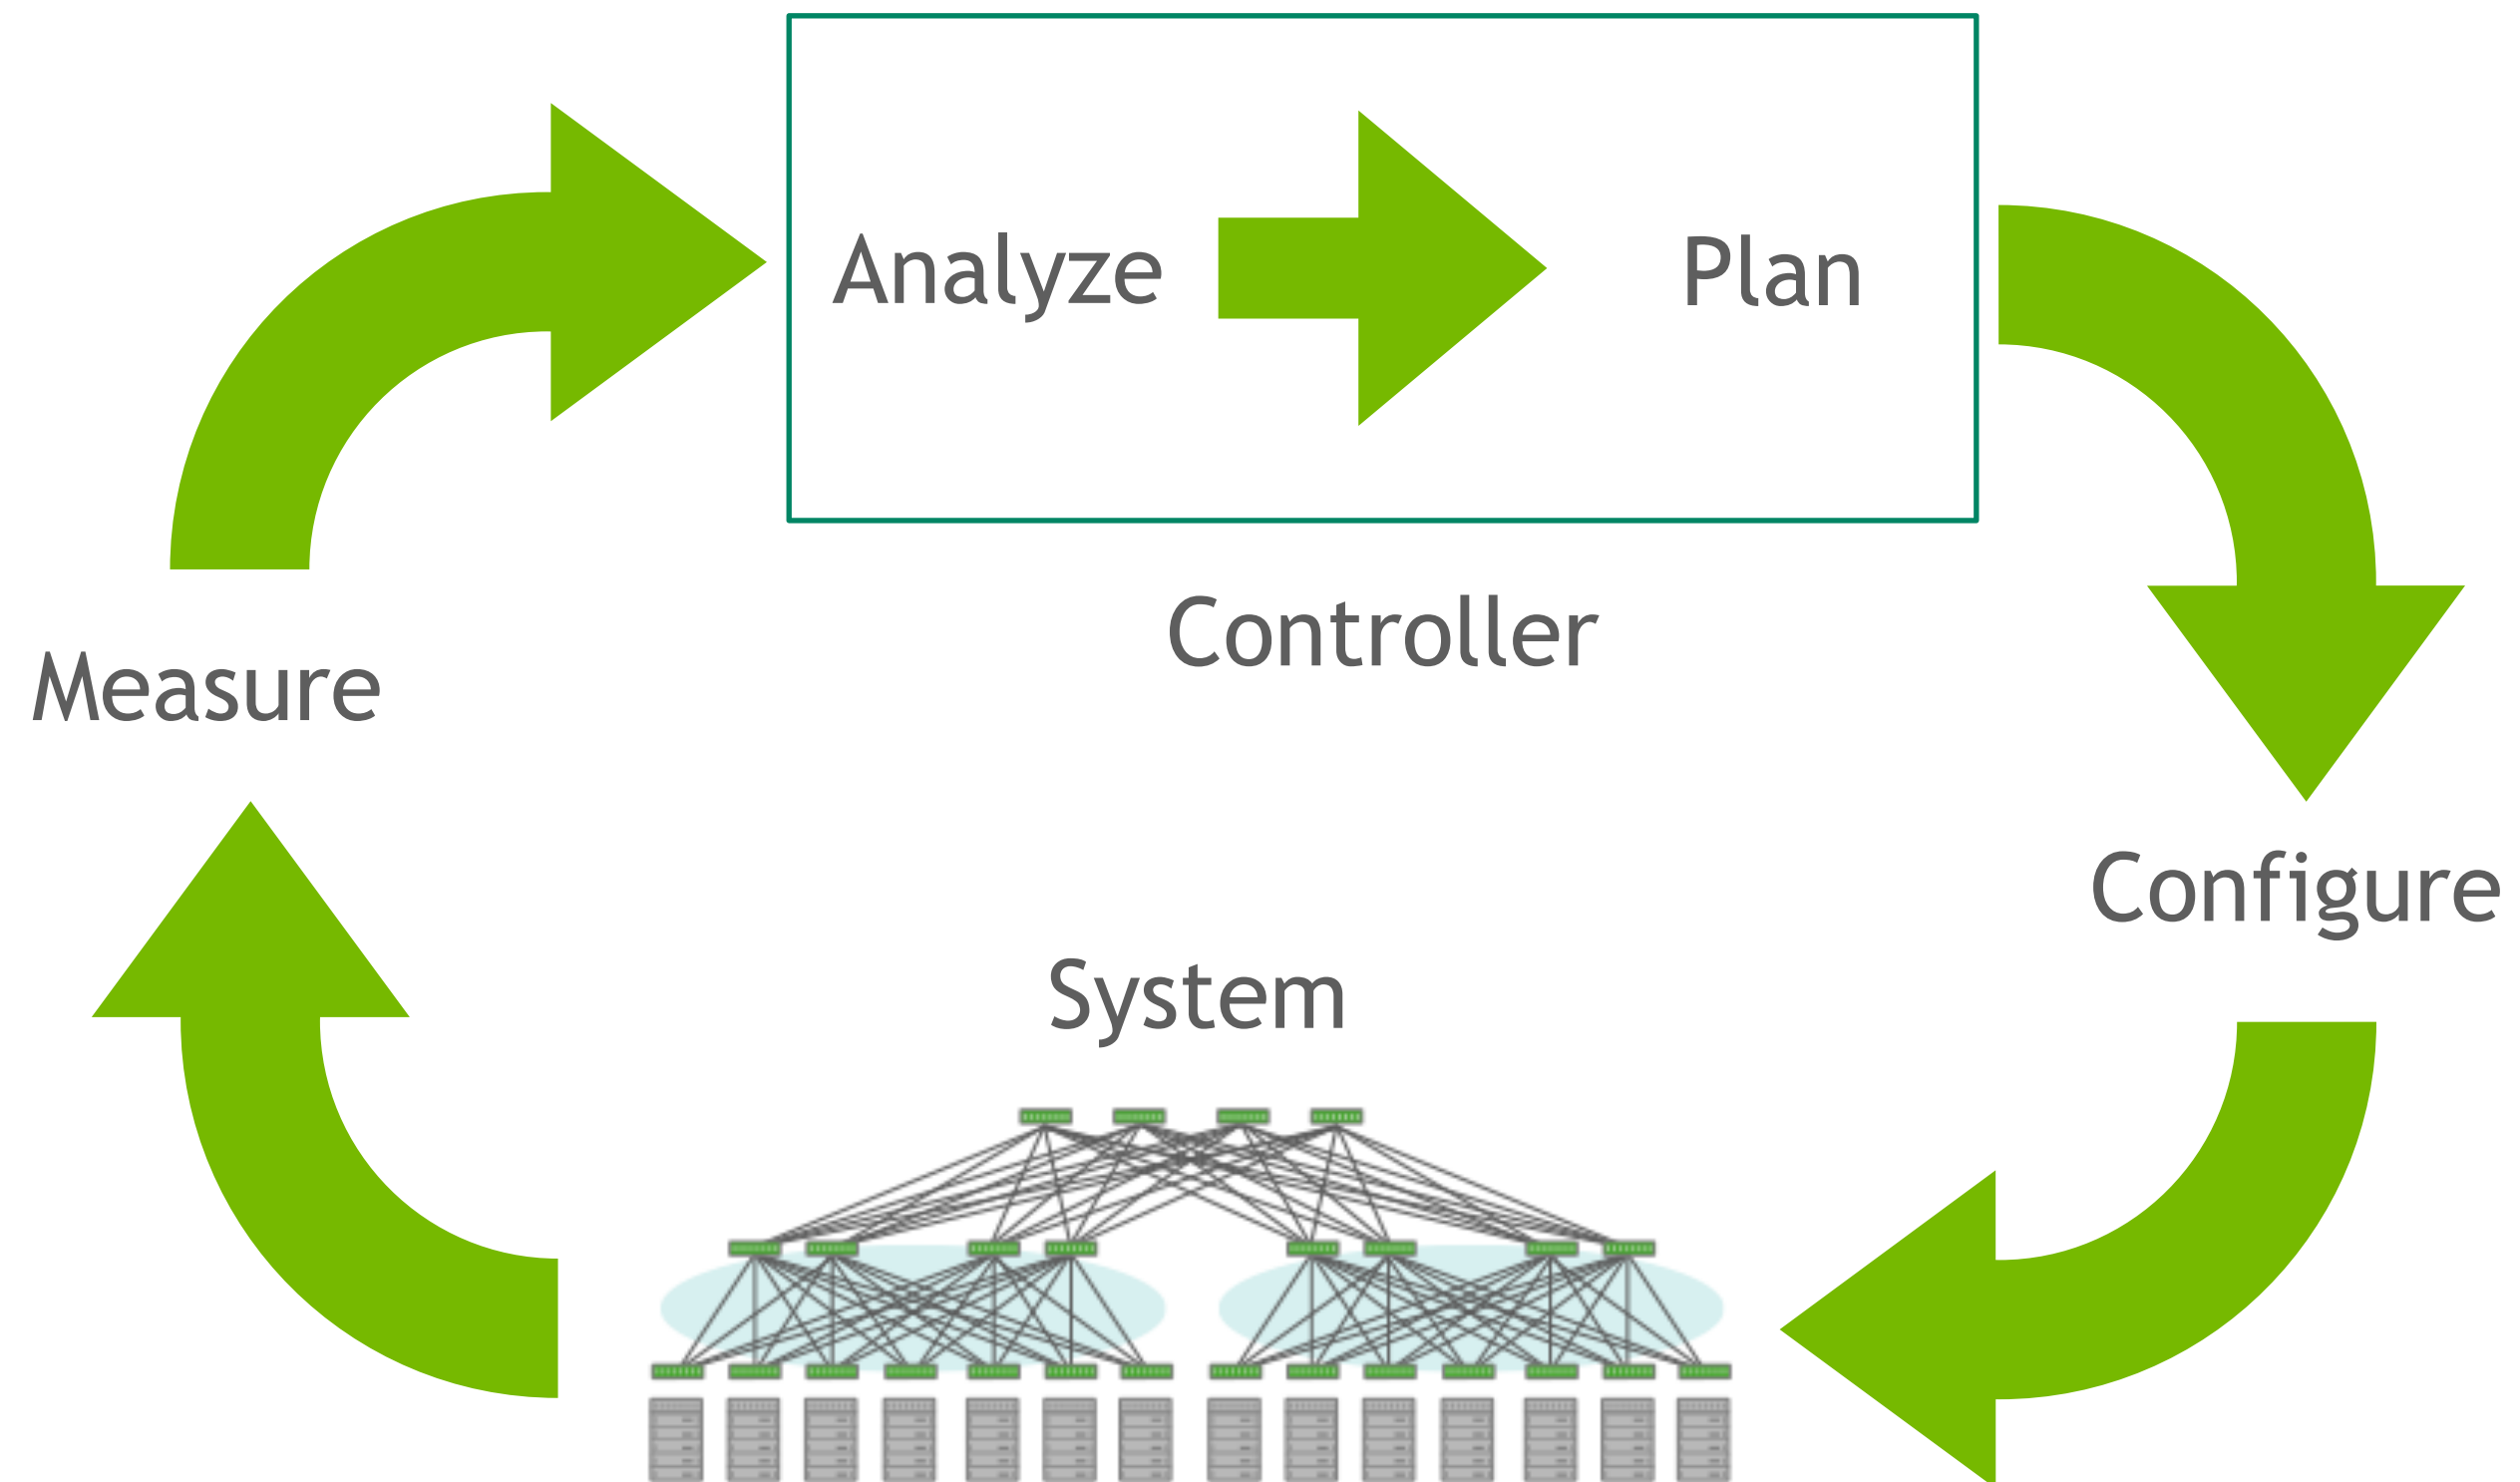 Analyze
Plan
Controller
Measure
Configure
System